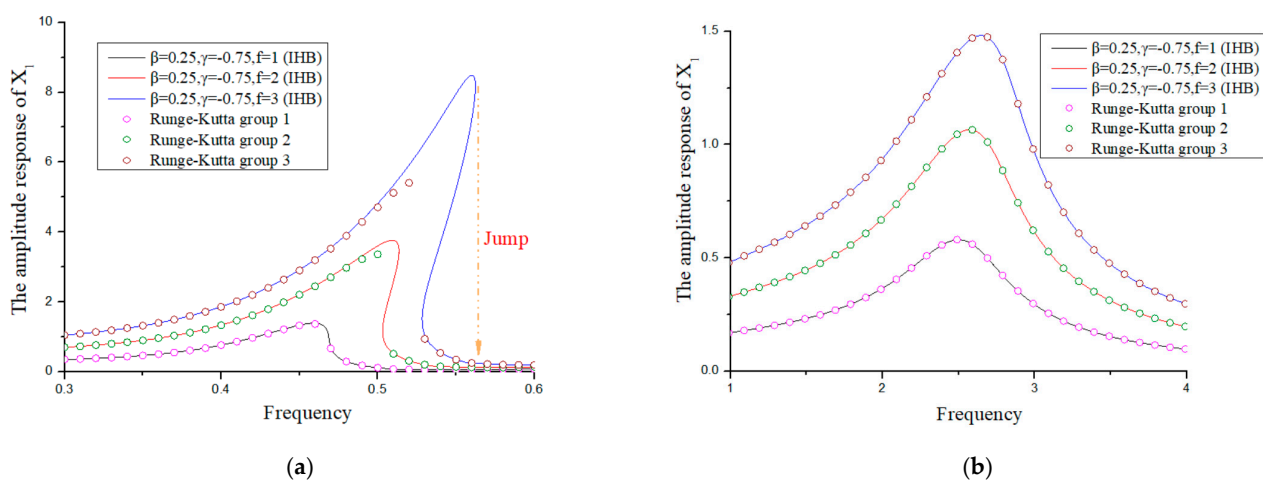 The amplitude response of X1
10
8
6
4
2
0
β=0.25,γ=-0.75,f=1 (IHB)
β=0.25,γ=-0.75,f=2 (IHB)
β=0.25,γ=-0.75,f=3 (IHB)
Runge-Kutta group 1
Runge-Kutta group 2
Runge-Kutta group 3
Jump
0.3
0.4
0.5
0.6
Frequency
(a)
The amplitude response of X1
1.5
1.0
0.5
0.0
β=0.25,γ=-0.75,f=1 (IHB)
β=0.25,γ=-0.75,f=2 (IHB)
β=0.25,γ=-0.75,f=3 (IHB)
Runge-Kutta group 1
Runge-Kutta group 2
Runge-Kutta group 3
1
2
3
4
Frequency
(b)